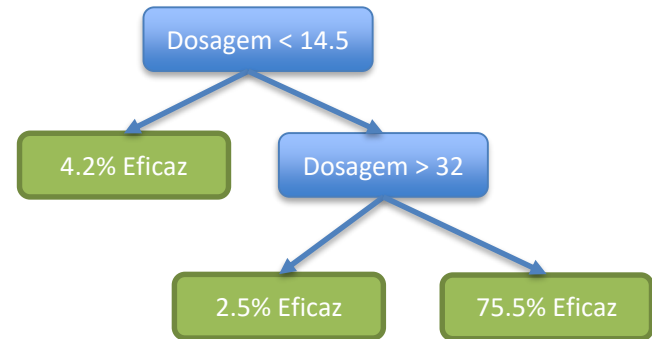 Dosagem < 14.5
4.2% Eficaz
Dosagem > 32
2.5% Eficaz
75.5% Eficaz